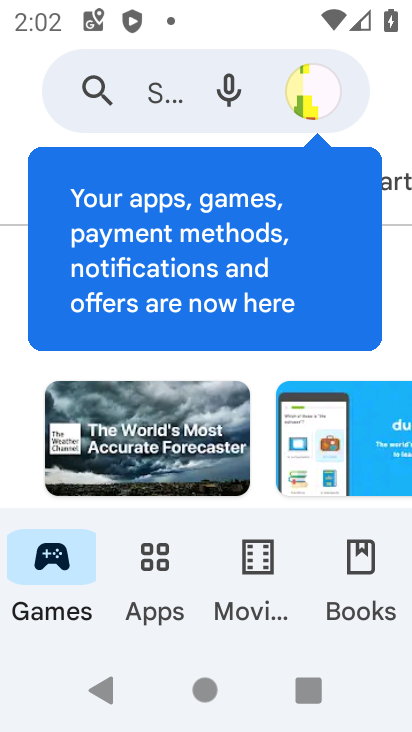 2:02
S...
art
Your apps, games,
payment methods,
notifications and
offers are now here
The Weather Channel
The World's Most
Accurate Forecaster
du
Games
Apps
Movi...
Books